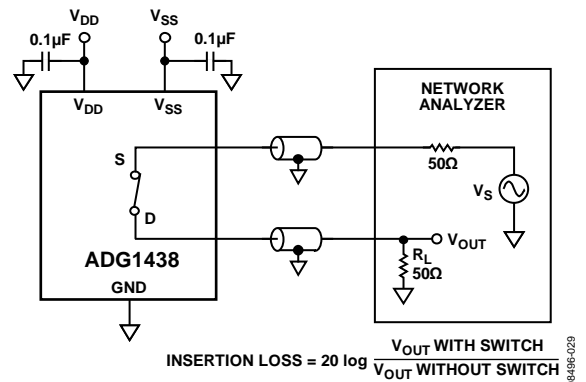 VDD
VSS
0.1µF
0.1µF
VDD
VSS
NETWORK
ANALYZER
S
50Ω
VS
D
VOUT
RL
50Ω
ADG1438
GND
INSERTION LOSS = 20 log VOUT WITH SWITCH
VOUT WITHOUT SWITCH
8496-029